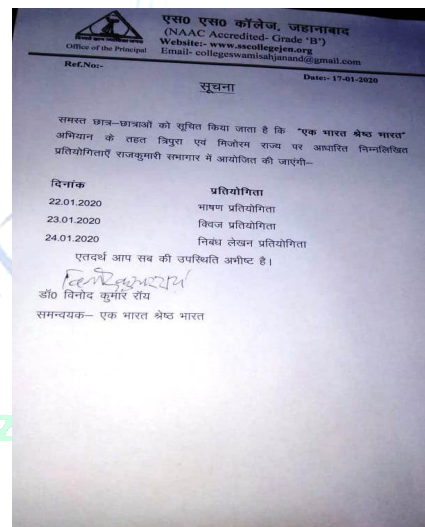 एस0 एस0 कॉलेज, जहानाबाद
(NAAC Accredited- Grade 'B')
Website:- www.sscollegejen.org
Email- collegeswamisahjanand@gmail.com
Office of the Principal
Ref.No:-
Date:- 17-01-2020
सूचना
समस्त छात्र–छात्राओं को सूचित किया जाता है कि "एक भारत श्रेष्ठ भारत"
अभियान के तहत त्रिपुरा एवं मिजोरम राज्य पर आधारित निम्नलिखित
प्रतियोगिताएँ राजकुमारी सभागार में आयोजित की जाएंगी–
दिनांक प्रतियोगिता
22.01.2020 भाषण प्रतियोगिता
23.01.2020 क्विज प्रतियोगिता
24.01.2020 निबंध लेखन प्रतियोगिता
एतदर्थ आप सब की उपस्थिति अभीष्ट है।
डॉ0 विनोद कुमार रॉय
समन्वयक– एक भारत श्रेष्ठ भारत